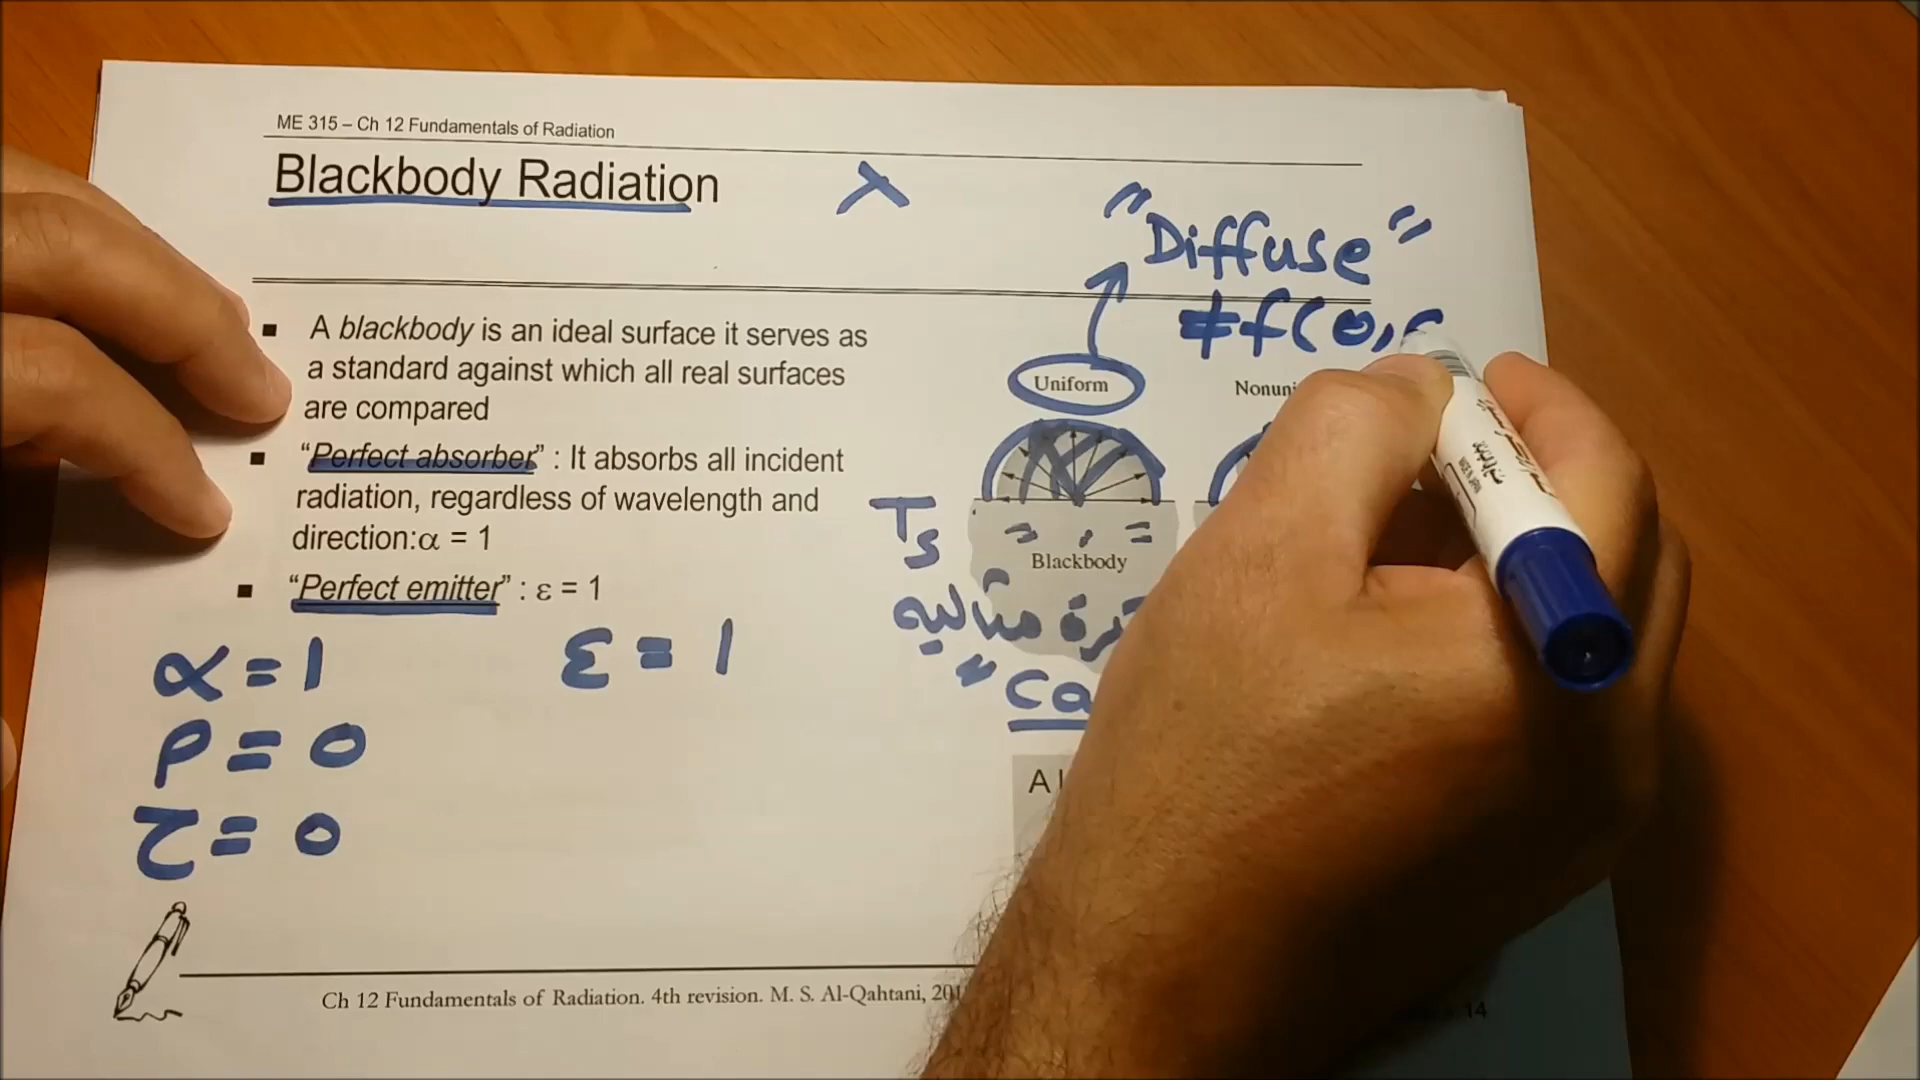 ME 315 – Ch 12 Fundamentals of Radiation
Blackbody Radiation
λ
"Diffuse"
≠f(θ,
▪ A blackbody is an ideal surface it serves as
a standard against which all real surfaces
are compared
▪ "Perfect absorber" : It absorbs all incident
radiation, regardless of wavelength and
direction:α = 1
▪ "Perfect emitter" : ε = 1
Uniform
Ts
Blackbody
مثالية
"Ca
α = 1
ε = 1
ρ = 0
τ = 0
A
Ch 12 Fundamentals of Radiation. 4th revision. M. S. Al-Qahtani, 201
14